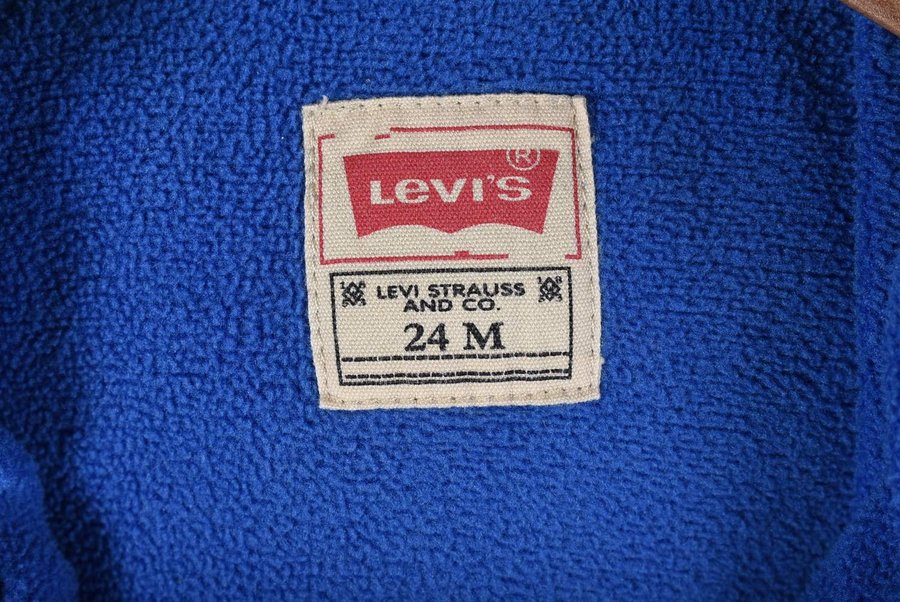 LEVI'S ®
LEVI STRAUSS
AND CO.
24 M